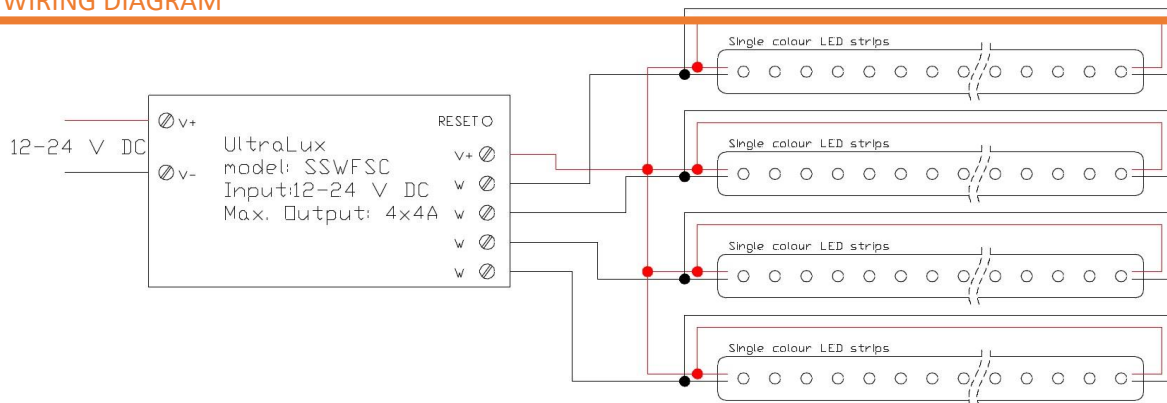 WIRING DIAGRAM
Single colour LED strips
12-24 V DC
V+
V-
UltraLux
model: SSWFSC
Input:12-24 V DC
Max. Output: 4x4A
RESET
V+
W
W
W
W
Single colour LED strips
Single colour LED strips
Single colour LED strips